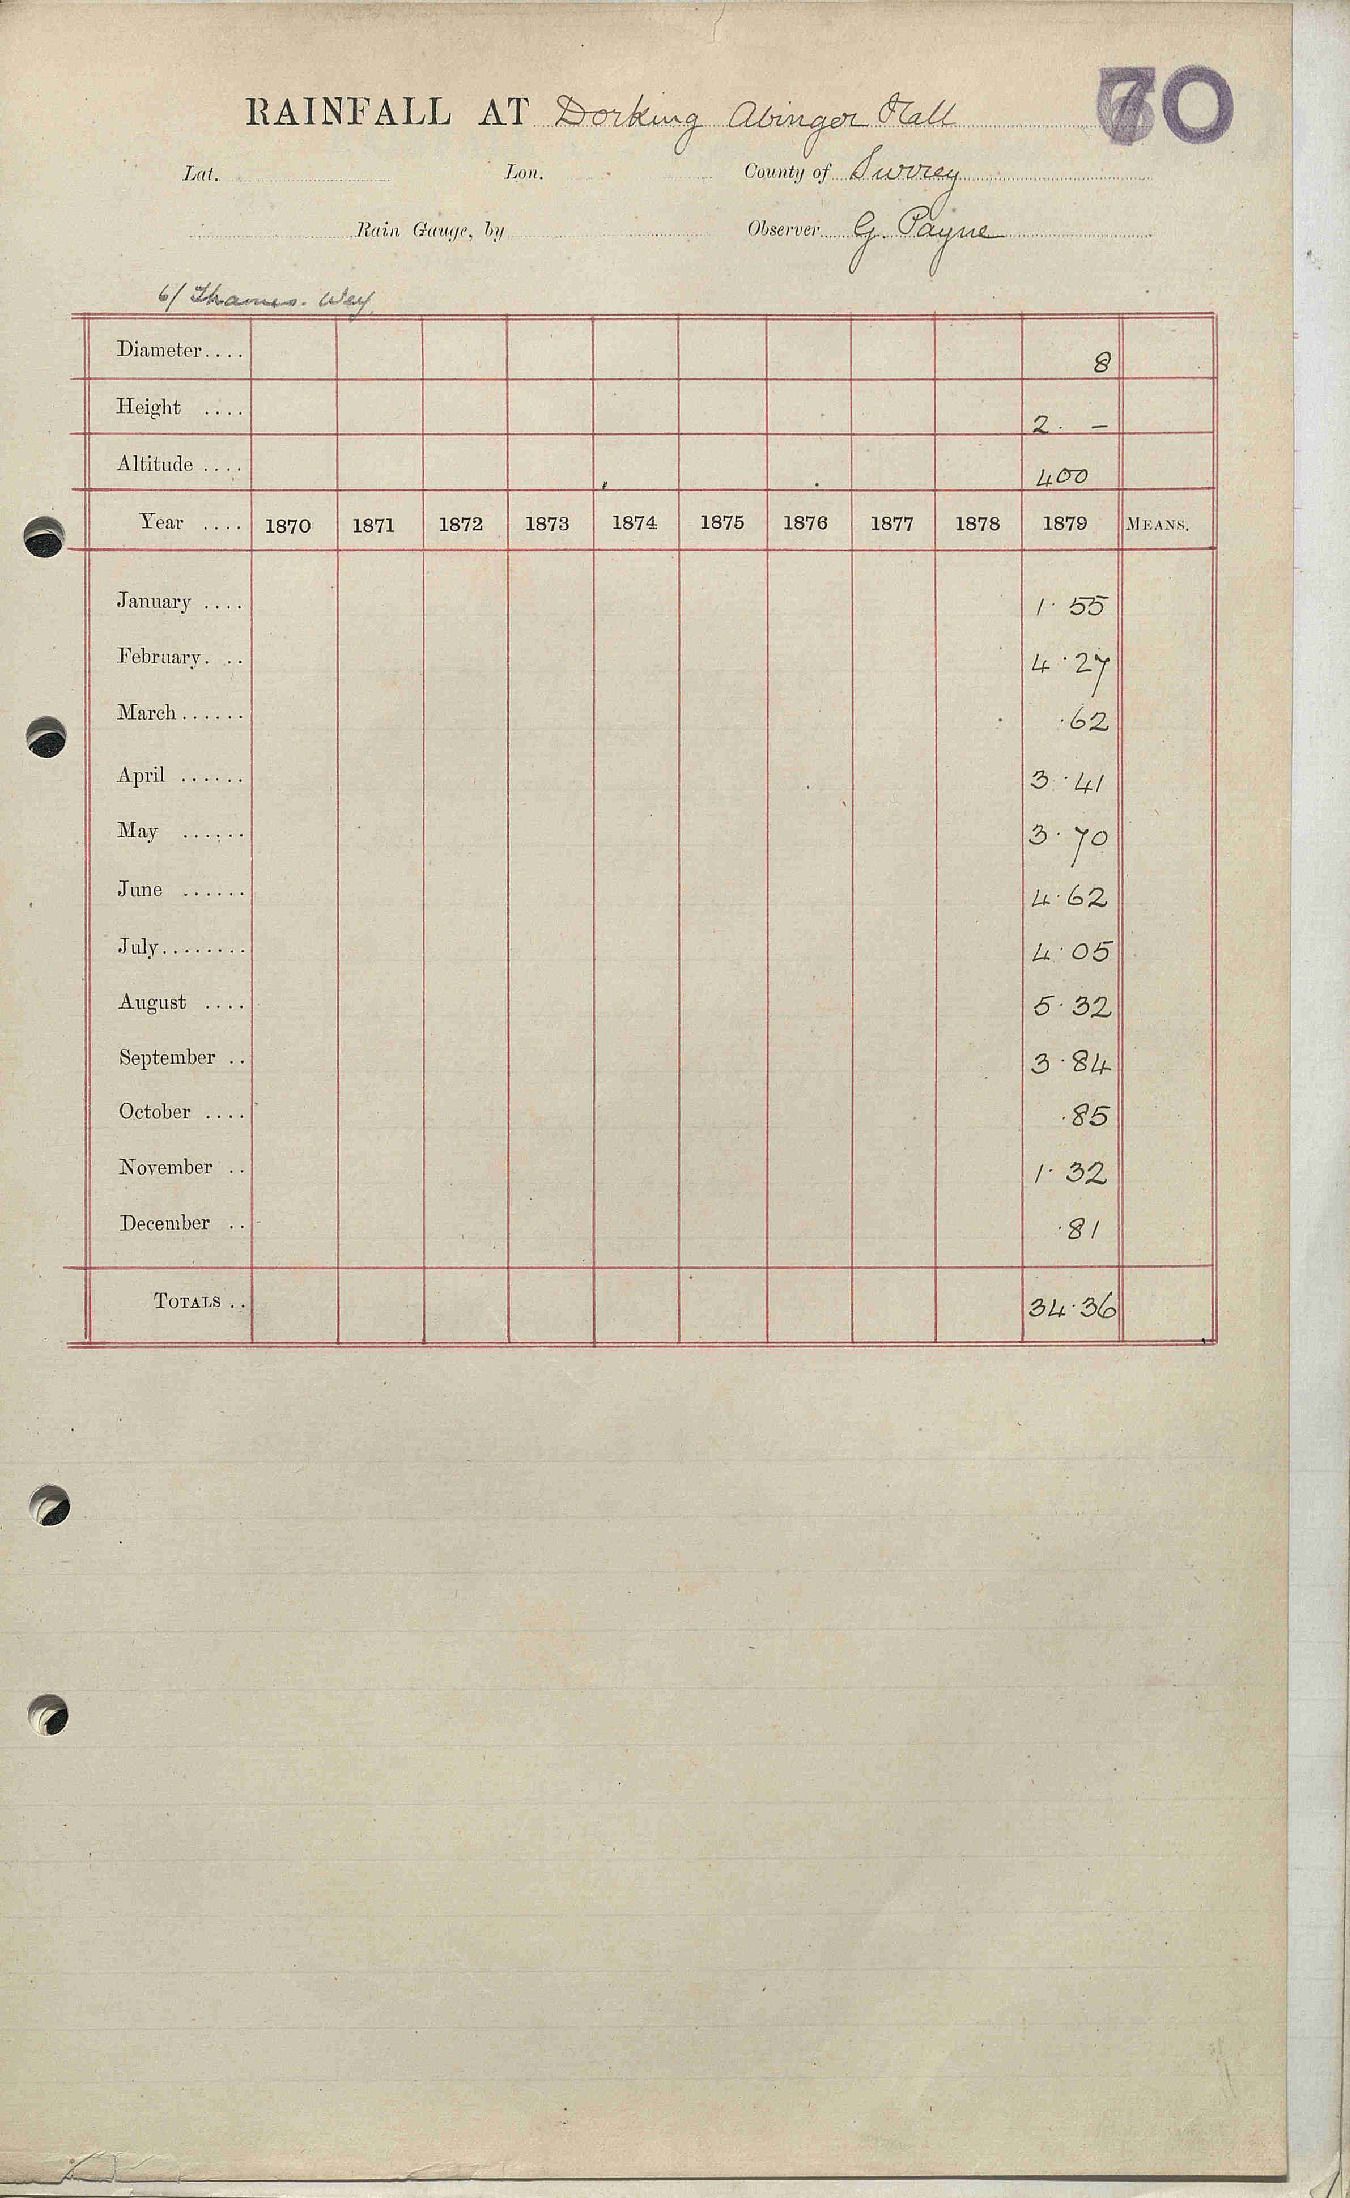 70
RAINFALL AT Dorking Abinger Hall
Lat. Lon. County of Surrey
Rain Gauge, by Observer G. Payne
6/ Thames. Wey
Diameter.... 8
Height .... 2. –
Altitude .... 400
Year .... 1870 1871 1872 1873 1874 1875 1876 1877 1878 1879 MEANS.
January .... 1·55
February. .. 4·27
March...... ·62
April ...... 3·41
May ...... 3·70
June ...... 4·62
July........ 4·05
August .... 5·32
September .. 3·84
October .... ·85
November .. 1·32
December .. ·81
TOTALS .. 34·36